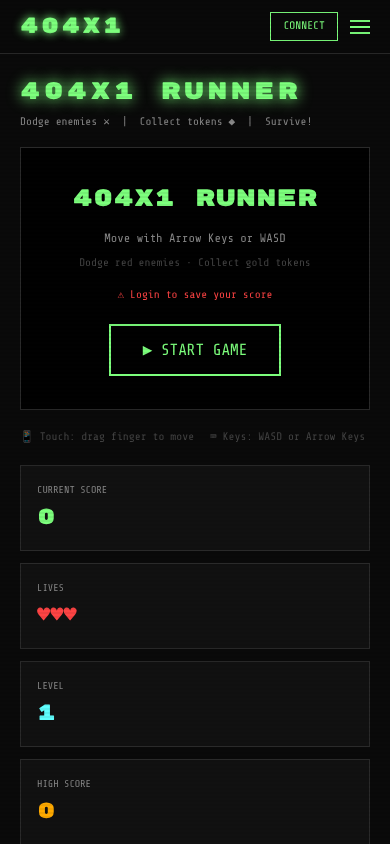 404X1
CONNECT
404X1 RUNNER
Dodge enemies ✕ | Collect tokens ◆ | Survive!
404X1 RUNNER
Move with Arrow Keys or WASD
Dodge red enemies · Collect gold tokens
⚠ Login to save your score
▶ START GAME
📱 Touch: drag finger to move ⌨ Keys: WASD or Arrow Keys
CURRENT SCORE
0
LIVES
♥♥♥
LEVEL
1
HIGH SCORE
0